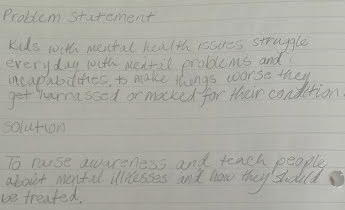 Problem Statement
Kids with mental health issues struggle
everyday with mental problems and
incapabilities, to make things worse they
get harrassed or mocked for their condition.
Solution
To raise awareness and teach people
about mental illnesses and how they should
be treated.